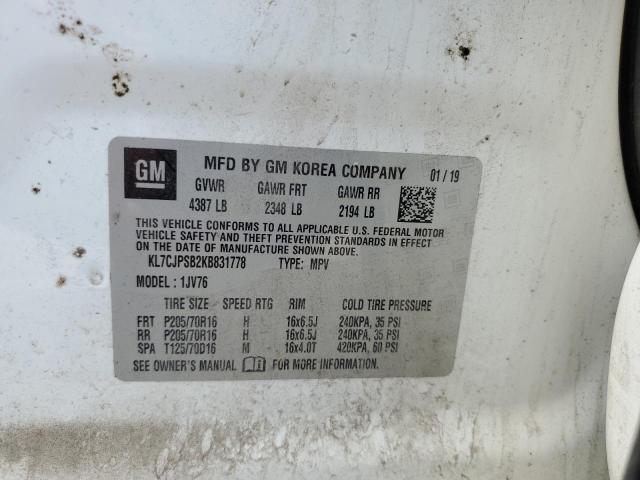 GM MFD BY GM KOREA COMPANY 01/19
GVWR GAWR FRT GAWR RR
4387 LB 2348 LB 2194 LB
THIS VEHICLE CONFORMS TO ALL APPLICABLE U.S. FEDERAL MOTOR
VEHICLE SAFETY AND THEFT PREVENTION STANDARDS IN EFFECT
ON THE DATE OF MANUFACTURE SHOWN ABOVE.
KL7CJPSB2KB831778 TYPE: MPV
MODEL: 1JV76
TIRE SIZE SPEED RTG RIM COLD TIRE PRESSURE
FRT P205/70R16 H 16x6.5J 240KPA, 35 PSI
RR P205/70R16 H 16x6.5J 240KPA, 35 PSI
SPA T125/70D16 M 16x4.0T 420KPA, 60 PSI
SEE OWNER'S MANUAL FOR MORE INFORMATION.